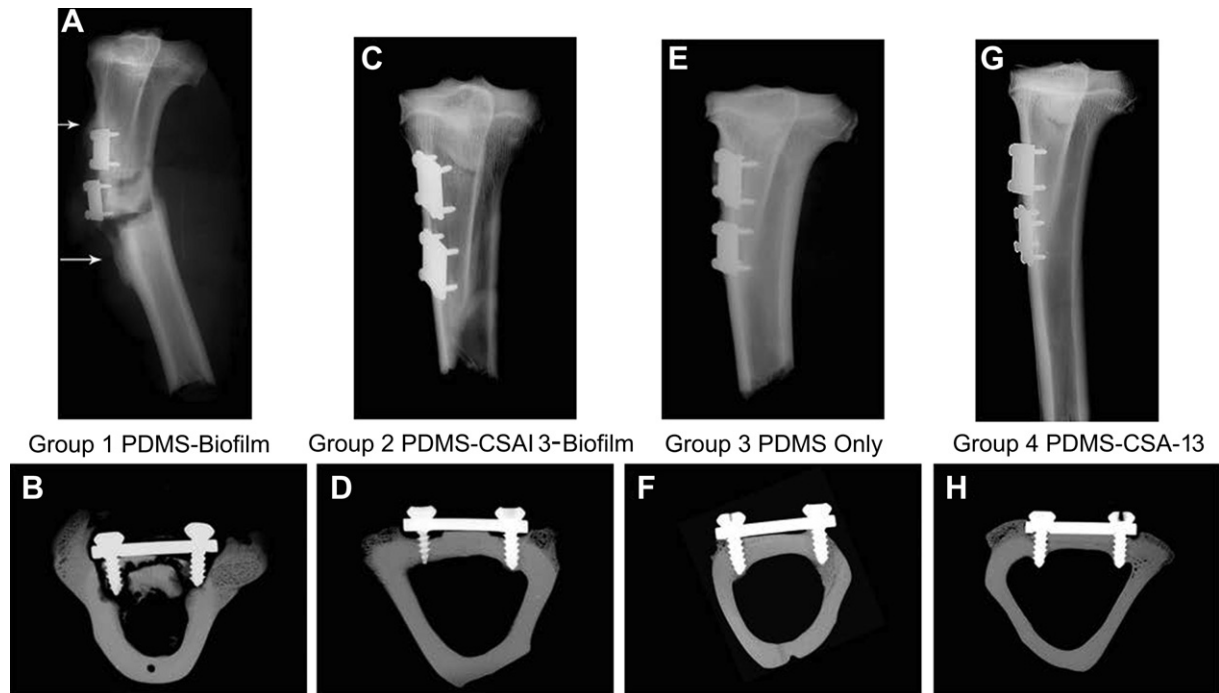 A
C
E
G
Group 1 PDMS-Biofilm
Group 2 PDMS-CSAI 3-Biofilm
Group 3 PDMS Only
Group 4 PDMS-CSA-13
B
D
F
H